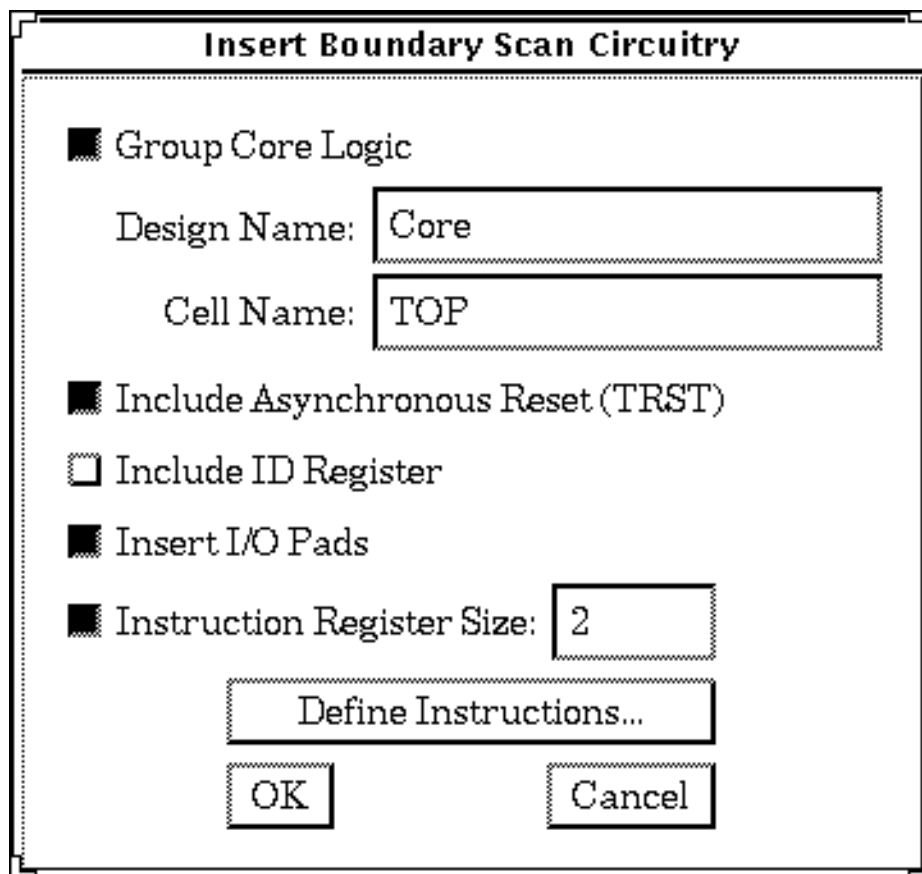 Insert Boundary Scan Circuitry
Group Core Logic
Design Name: Core
Cell Name: TOP
Include Asynchronous Reset (TRST)
Include ID Register
Insert I/O Pads
Instruction Register Size: 2
Define Instructions...
OK Cancel